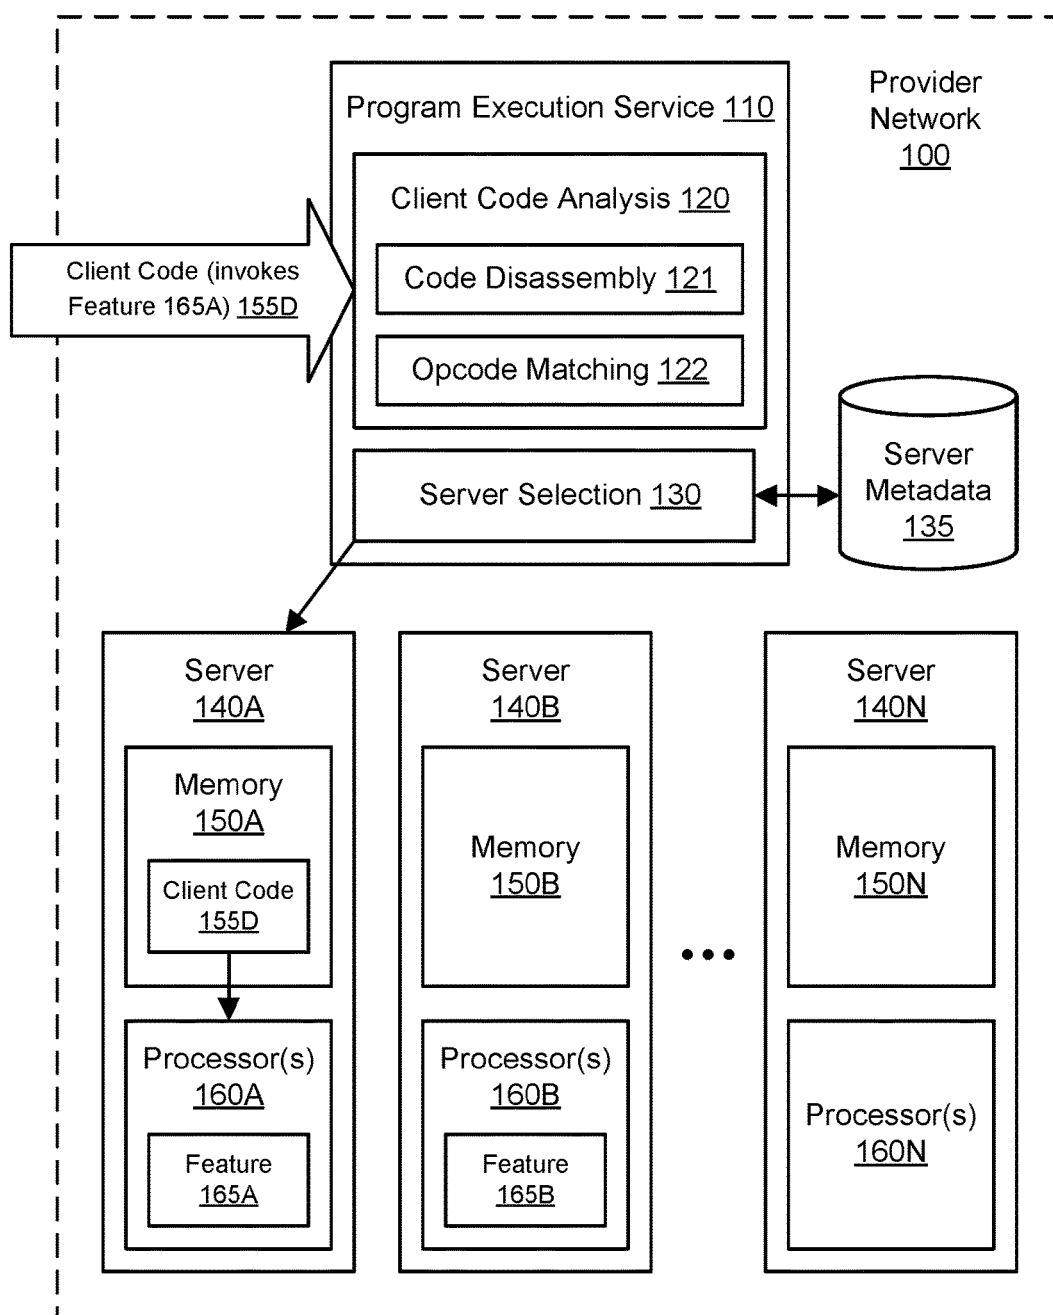 Provider
Network
100
Program Execution Service 110
Client Code Analysis 120
Code Disassembly 121
Opcode Matching 122
Client Code (invokes
Feature 165A) 155D
Server Selection 130
Server
Metadata
135
Server
140A
Memory
150A
Client Code
155D
Processor(s)
160A
Feature
165A
Server
140B
Memory
150B
Processor(s)
160B
Feature
165B
Server
140N
Memory
150N
Processor(s)
160N